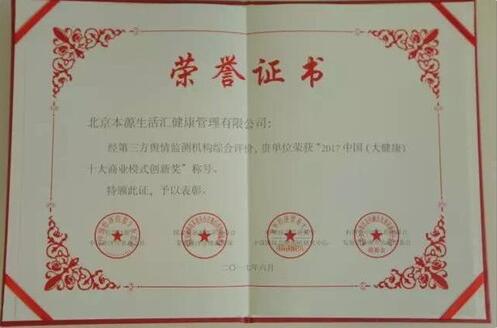 荣誉证书
北京本源生活汇健康管理有限公司：
经第三方舆情监测机构综合评价，贵单位荣获“2017中国（大健康）
十大商业模式创新奖”称号。
特颁此证，予以表彰。
二〇一七年六月